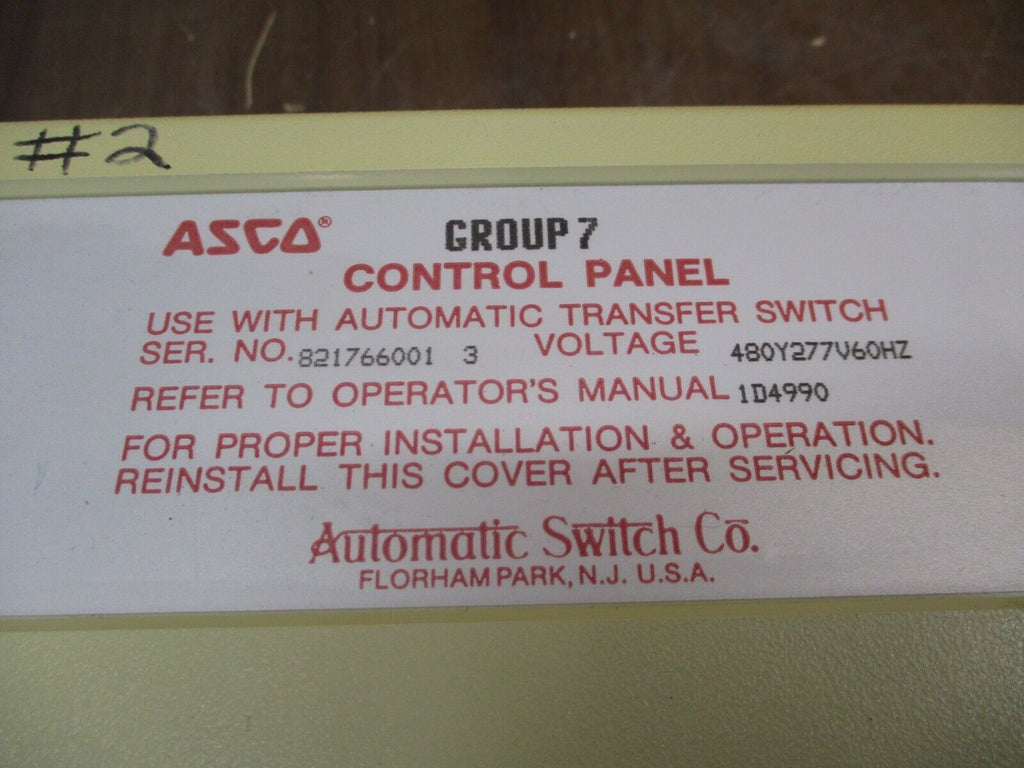 #2
ASCO® GROUP 7
CONTROL PANEL
USE WITH AUTOMATIC TRANSFER SWITCH
SER. NO. 821766001 3 VOLTAGE 480Y277V60HZ
REFER TO OPERATOR'S MANUAL 1D4990
FOR PROPER INSTALLATION & OPERATION.
REINSTALL THIS COVER AFTER SERVICING.
Automatic Switch Co.
FLORHAM PARK, N.J. U.S.A.